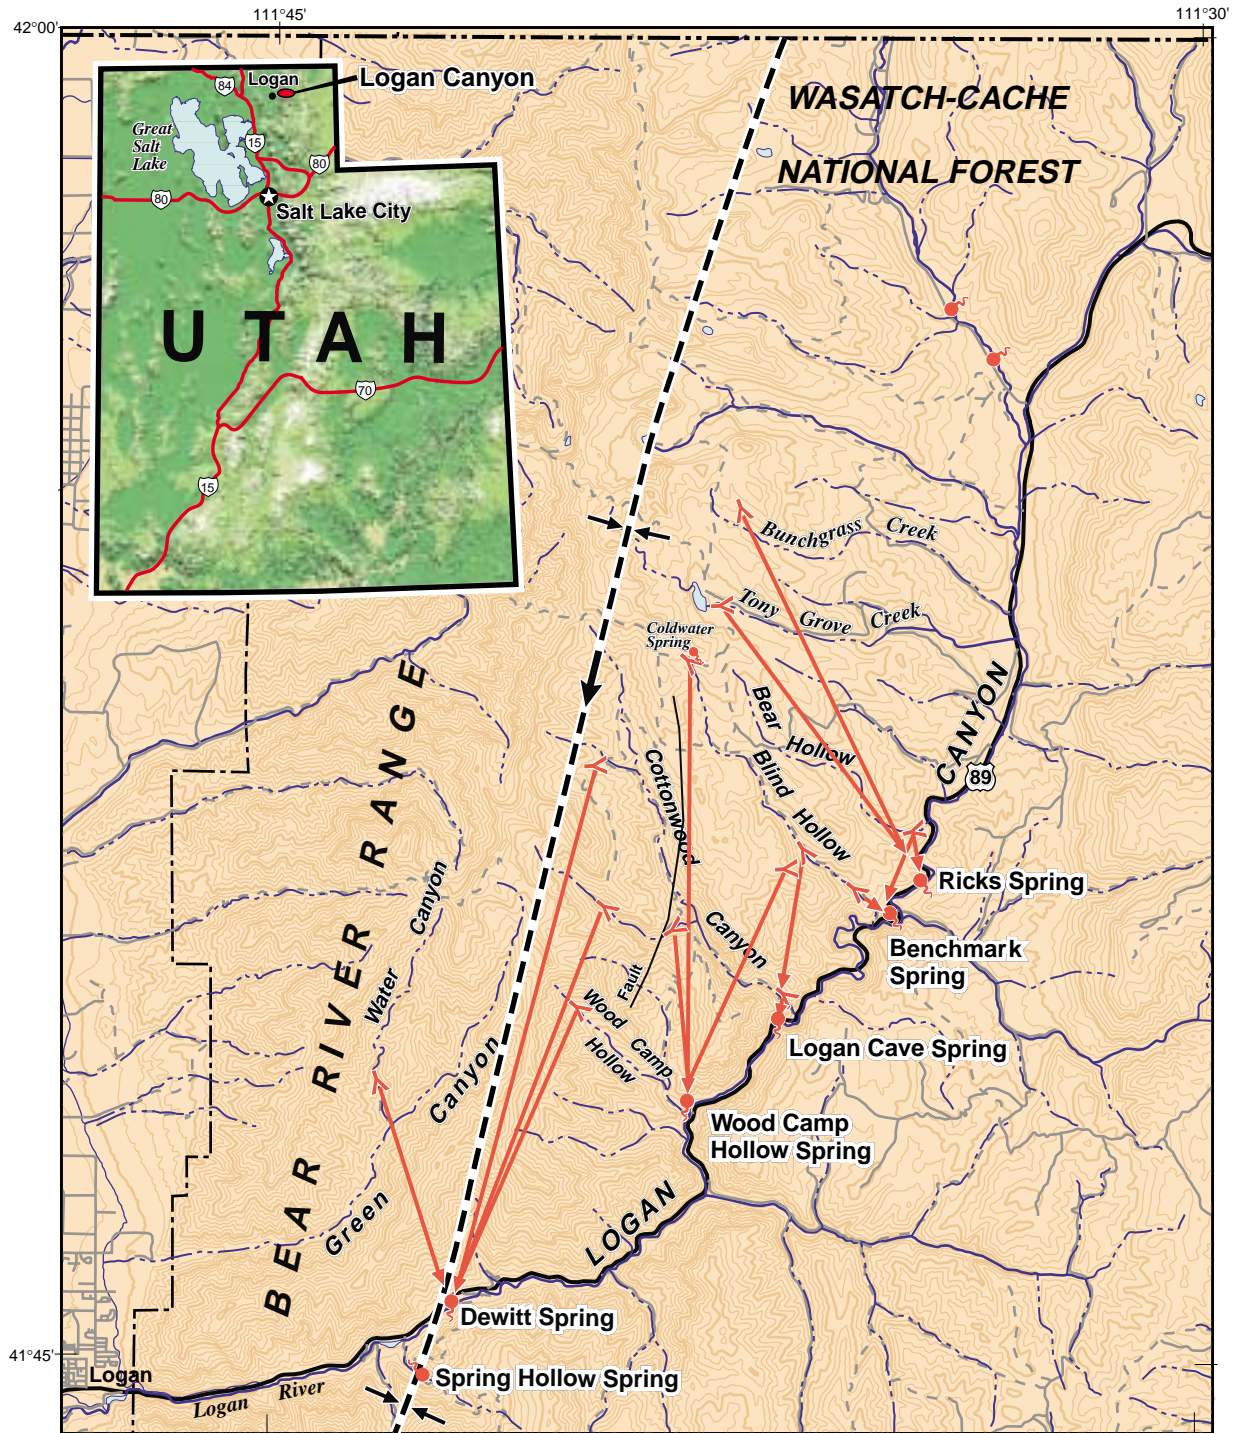 111°45'
111°30'
42°00'
Logan
Logan Canyon
84
Great
Salt
Lake
15
80
80
Salt Lake City
UTAH
70
15
WASATCH-CACHE
NATIONAL FOREST
Bunchgrass Creek
Tony Grove Creek
Coldwater
Spring
Bear Hollow
Blind Hollow
CANYON
89
Cottonwood
Canyon
Fault
Wood Camp
Hollow
BEAR RIVER RANGE
Water Canyon
Green Canyon
Ricks Spring
Benchmark
Spring
Logan Cave Spring
Wood Camp
Hollow Spring
LOGAN
Dewitt Spring
Spring Hollow Spring
41°45'
Logan
Logan River